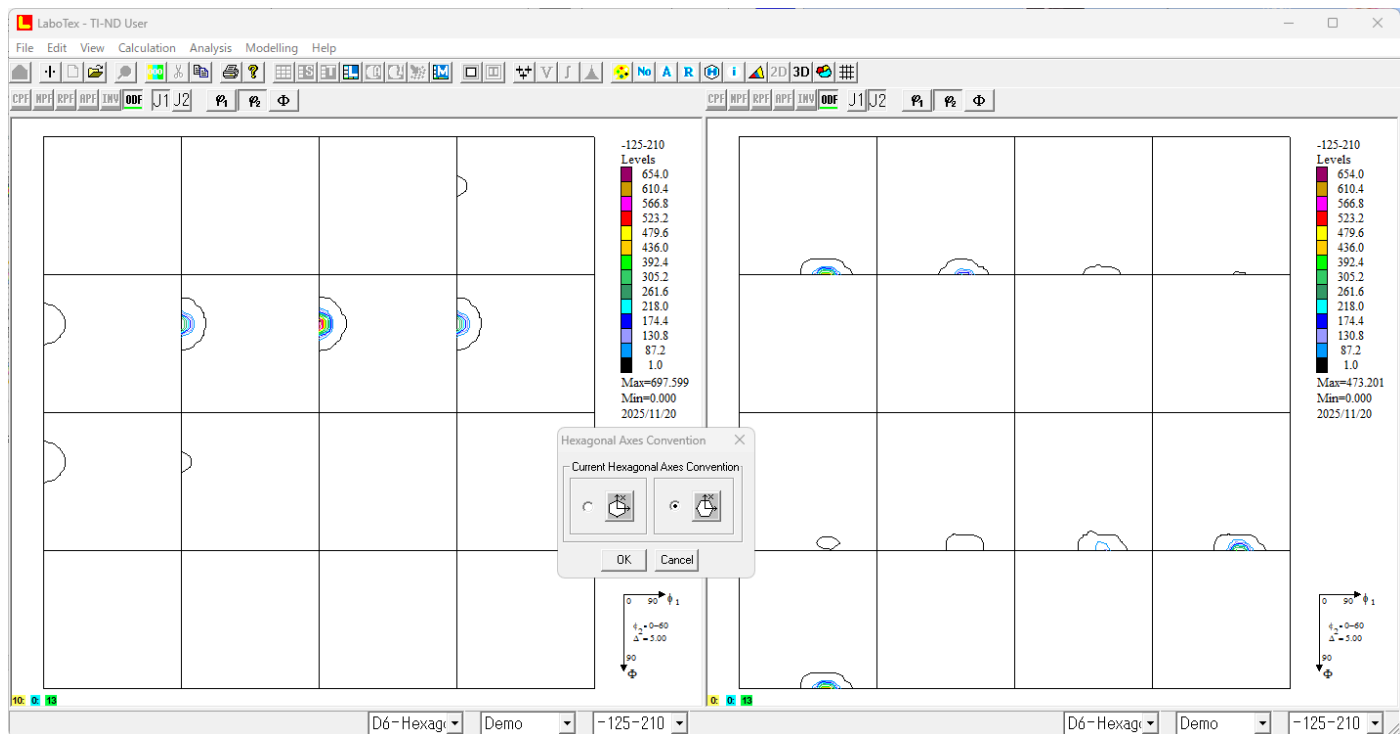 LaboTex - TI-ND User
File Edit View Calculation Analysis Modelling Help
No A R H i 2D 3D
CPF NPF RPF APF INV ODF J1 J2 φ₁ φ₂ Φ
CPF NPF RPF APF INV ODF J1 J2 φ₁ φ₂ Φ
-125-210
Levels
654.0
610.4
566.8
523.2
479.6
436.0
392.4
305.2
261.6
218.0
174.4
130.8
87.2
1.0
Max=697.599
Min=0.000
2025/11/20
0 90 ϕ 1
ϕ2=0-60
Δ=5.00
90
Φ
-125-210
Levels
654.0
610.4
566.8
523.2
479.6
436.0
392.4
305.2
261.6
218.0
174.4
130.8
87.2
1.0
Max=473.201
Min=0.000
2025/11/20
0 90 ϕ 1
ϕ2=0-60
Δ=5.00
90
Φ
Hexagonal Axes Convention
Current Hexagonal Axes Convention
X X
OK Cancel
10: 0: 13
0: 0: 13
D6-Hexag Demo -125-210
D6-Hexag Demo -125-210